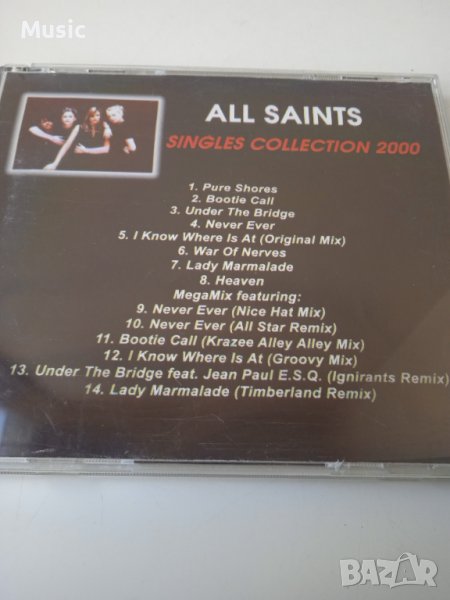 Music
ALL SAINTS
SINGLES COLLECTION 2000
1. Pure Shores
2. Bootie Call
3. Under The Bridge
4. Never Ever
5. I Know Where Is At (Original Mix)
6. War Of Nerves
7. Lady Marmalade
8. Heaven
MegaMix featuring:
9. Never Ever (Nice Hat Mix)
10. Never Ever (All Star Remix)
11. Bootie Call (Krazee Alley Alley Mix)
12. I Know Where Is At (Groovy Mix)
13. Under The Bridge feat. Jean Paul E.S.Q. (Ignirants Remix)
14. Lady Marmalade (Timberland Remix)
BAZAR